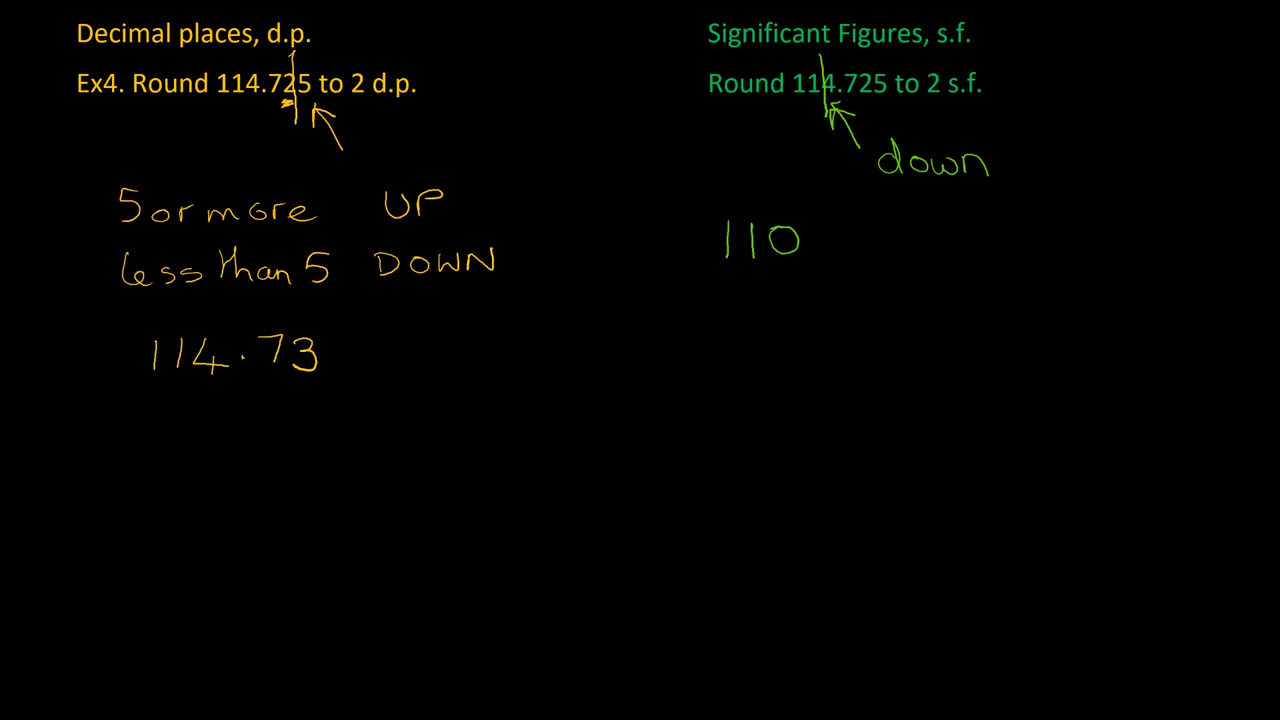 Decimal places, d.p.
Ex4. Round 114.725 to 2 d.p.
5 or more UP
less than 5 DOWN
114.73
Significant Figures, s.f.
Round 114.725 to 2 s.f.
down
110